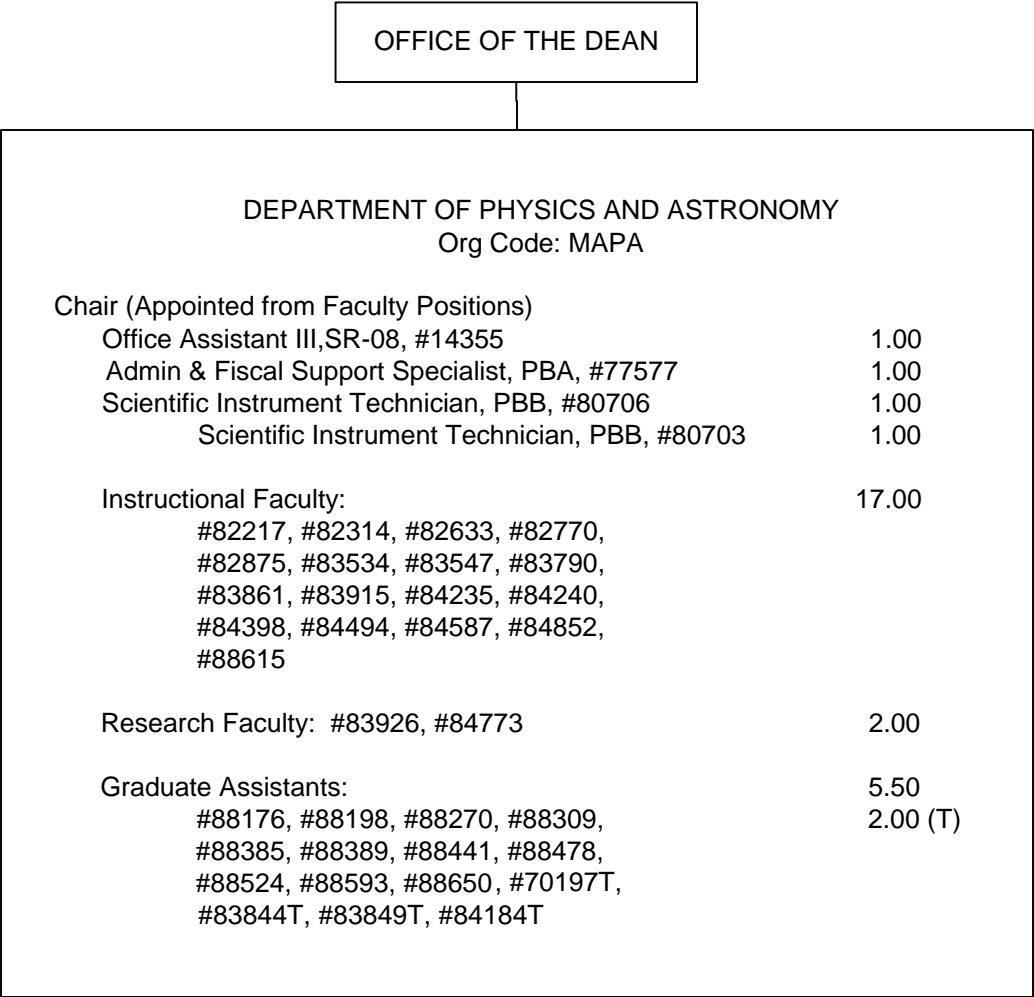 OFFICE OF THE DEAN
DEPARTMENT OF PHYSICS AND ASTRONOMY
Org Code: MAPA
Chair (Appointed from Faculty Positions)
Office Assistant III,SR-08, #14355 1.00
Admin & Fiscal Support Specialist, PBA, #77577 1.00
Scientific Instrument Technician, PBB, #80706 1.00
Scientific Instrument Technician, PBB, #80703 1.00
Instructional Faculty: 17.00
#82217, #82314, #82633, #82770,
#82875, #83534, #83547, #83790,
#83861, #83915, #84235, #84240,
#84398, #84494, #84587, #84852,
#88615
Research Faculty: #83926, #84773 2.00
Graduate Assistants: 5.50
#88176, #88198, #88270, #88309, 2.00 (T)
#88385, #88389, #88441, #88478,
#88524, #88593, #88650, #70197T,
#83844T, #83849T, #84184T